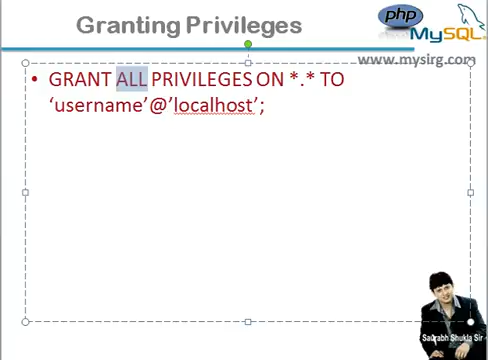 Granting Privileges
php
MySQL
www.mysirg.com
• GRANT ALL PRIVILEGES ON *.* TO
‘username’@’localhost’;
Saurabh Shukla Sir